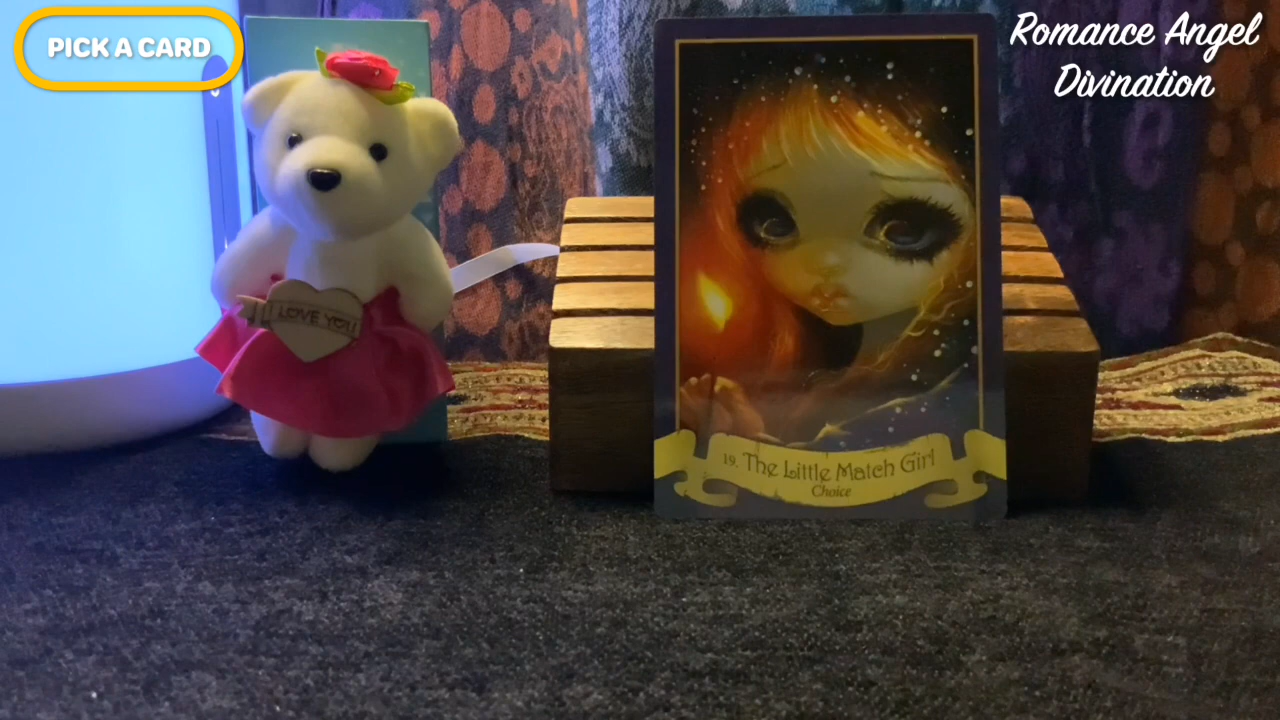 PICK A CARD
Romance Angel
Divination
I LOVE YOU
19. The Little Match Girl
Choice